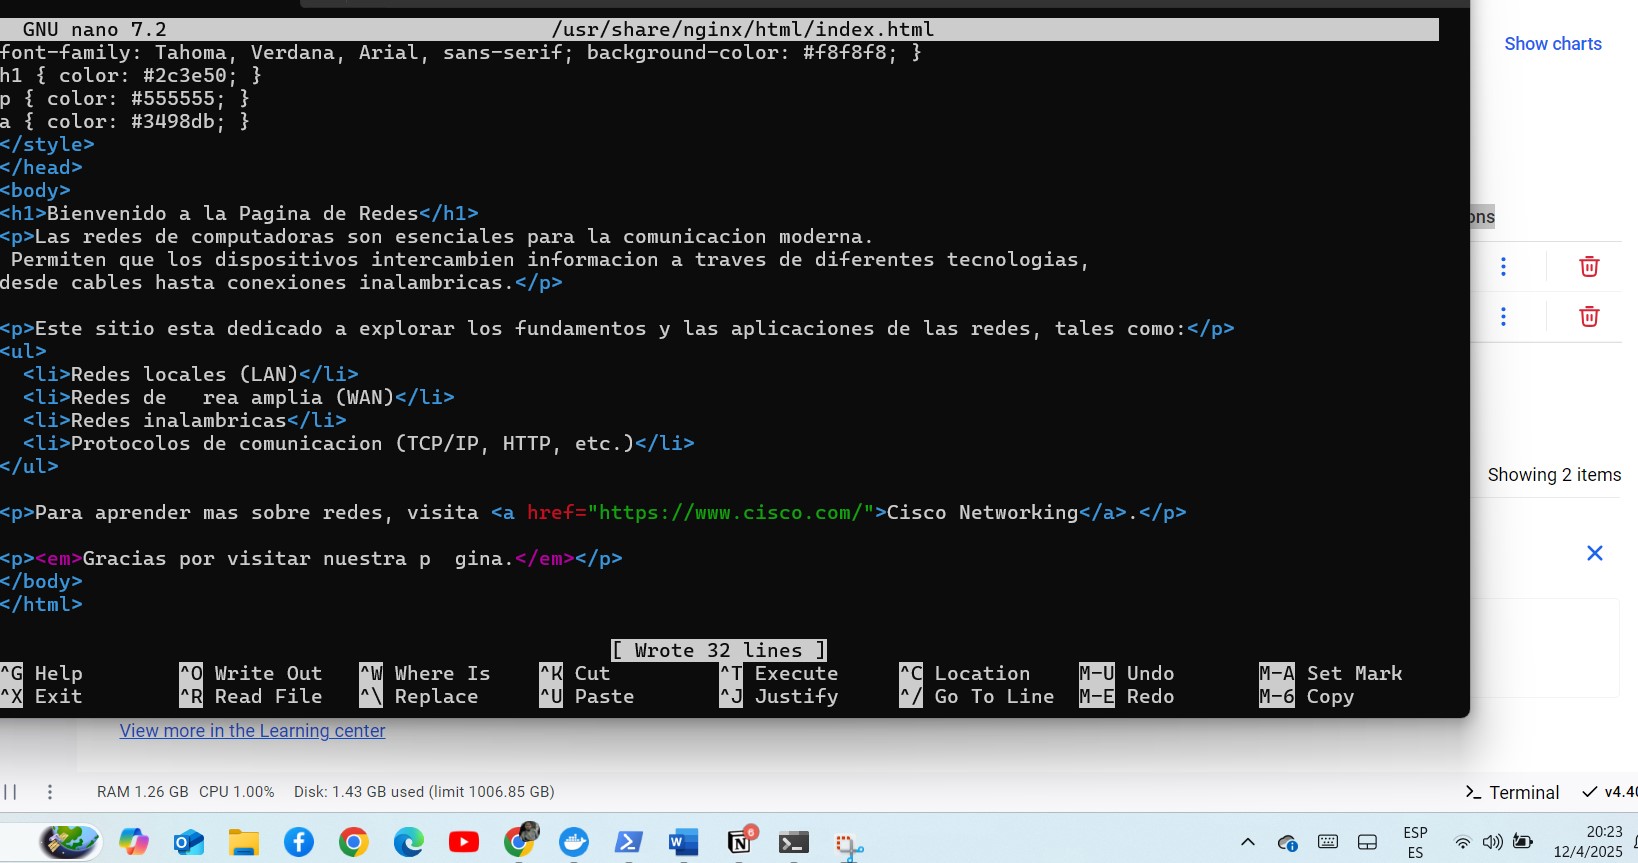 GNU nano 7.2 /usr/share/nginx/html/index.html
font-family: Tahoma, Verdana, Arial, sans-serif; background-color: #f8f8f8; }
h1 { color: #2c3e50; }
p { color: #555555; }
a { color: #3498db; }
</style>
</head>
<body>
<h1>Bienvenido a la Pagina de Redes</h1>
<p>Las redes de computadoras son esenciales para la comunicacion moderna.
Permiten que los dispositivos intercambien informacion a traves de diferentes tecnologias,
desde cables hasta conexiones inalambricas.</p>
<p>Este sitio esta dedicado a explorar los fundamentos y las aplicaciones de las redes, tales como:</p>
<ul>
<li>Redes locales (LAN)</li>
<li>Redes de   rea amplia (WAN)</li>
<li>Redes inalambricas</li>
<li>Protocolos de comunicacion (TCP/IP, HTTP, etc.)</li>
</ul>
<p>Para aprender mas sobre redes, visita <a href="https://www.cisco.com/">Cisco Networking</a>.</p>
<p><em>Gracias por visitar nuestra p  gina.</em></p>
</body>
</html>
[ Wrote 32 lines ]
^G Help ^O Write Out ^W Where Is ^K Cut ^T Execute ^C Location M-U Undo M-A Set Mark
^X Exit ^R Read File ^\ Replace ^U Paste ^J Justify ^/ Go To Line M-E Redo M-6 Copy
Show charts
ons
Showing 2 items
View more in the Learning center
RAM 1.26 GB CPU 1.00% Disk: 1.43 GB used (limit 1006.85 GB)
Terminal v4.40
6
ESP
ES
20:23
12/4/2025